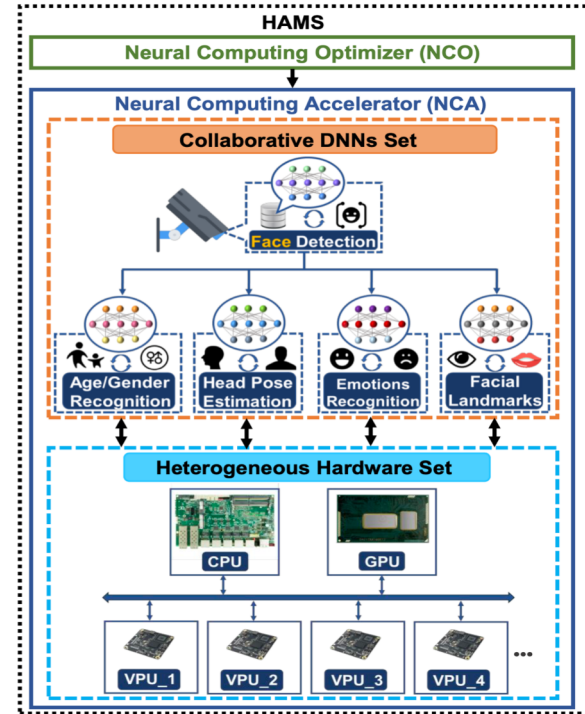 HAMS
Neural Computing Optimizer (NCO)
Neural Computing Accelerator (NCA)
Collaborative DNNs Set
Face Detection
Age/Gender
Recognition
Head Pose
Estimation
Emotions
Recognition
Facial
Landmarks
Heterogeneous Hardware Set
CPU
GPU
VPU_1
VPU_2
VPU_3
VPU_4
...